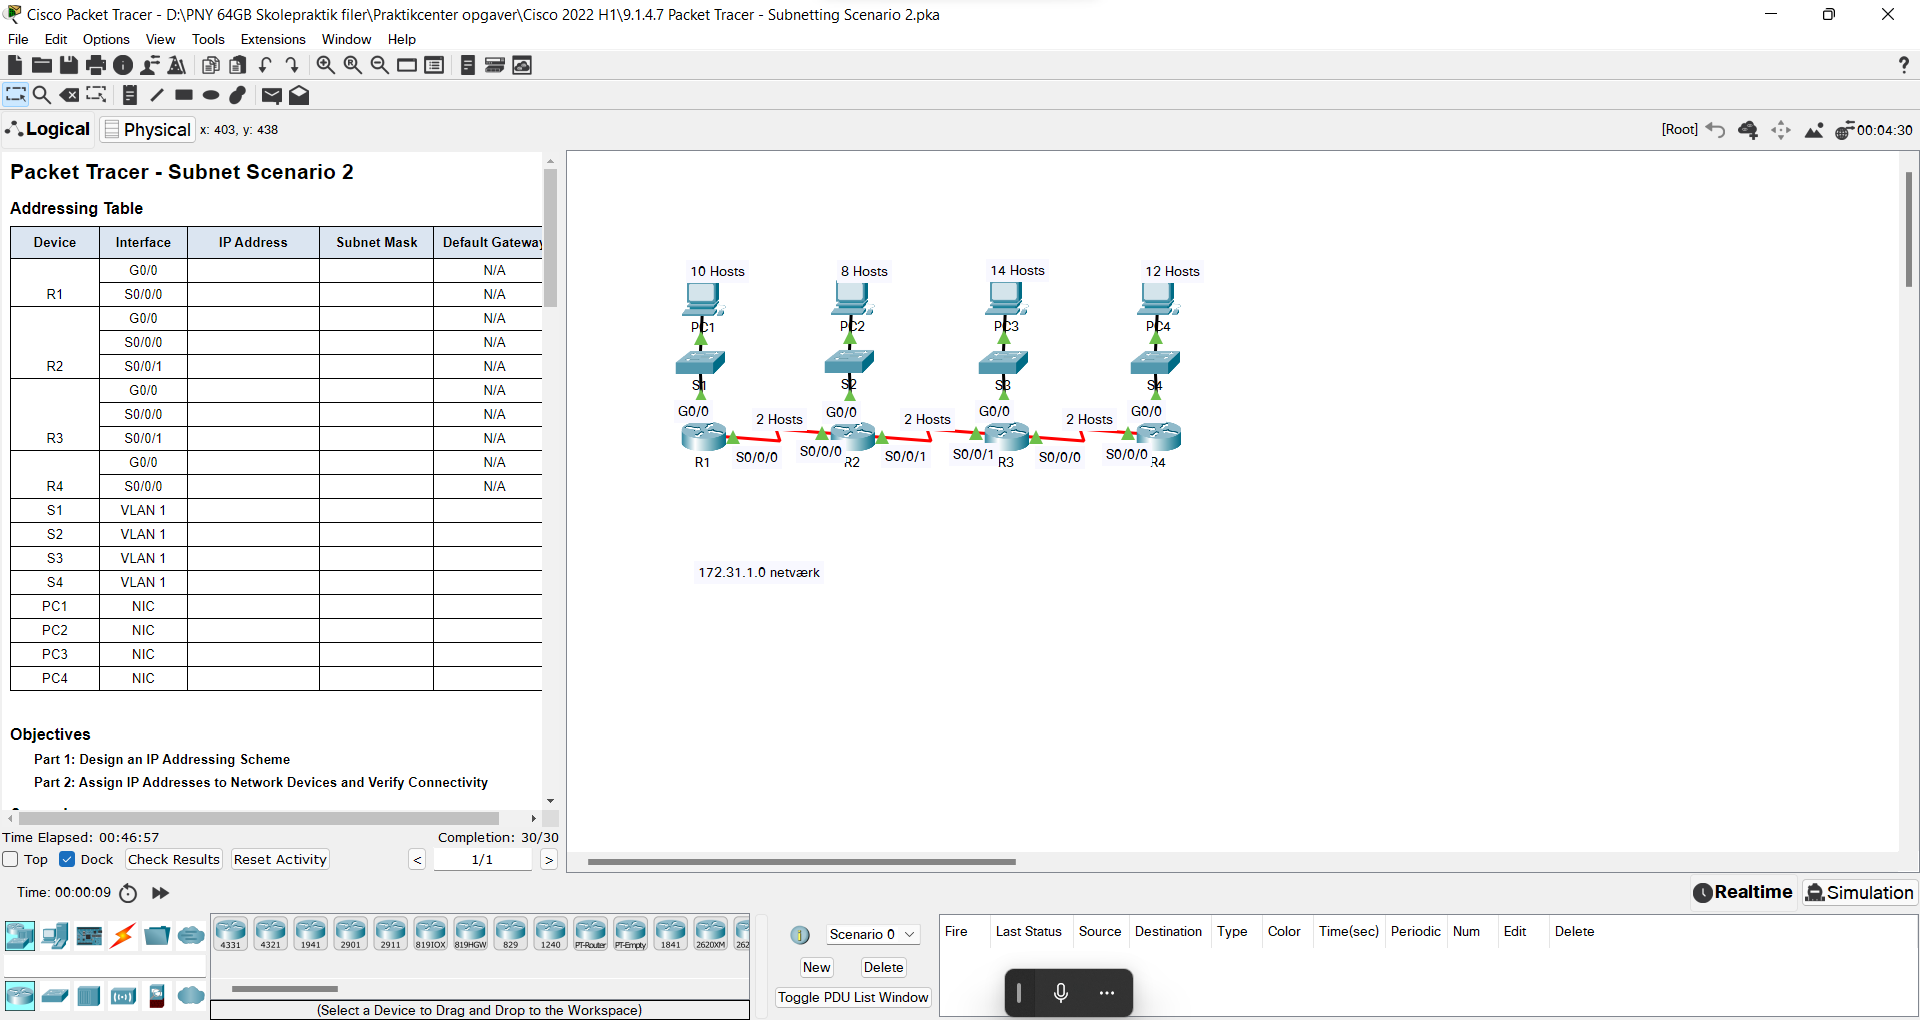 Cisco Packet Tracer - D:\PNY 64GB Skolepraktik filer\Praktikcenter opgaver\Cisco 2022 H1\9.1.4.7 Packet Tracer - Subnetting Scenario 2.pka
File Edit Options View Tools Extensions Window Help
?
Logical Physical x: 403, y: 438
[Root] 00:04:30
Packet Tracer - Subnet Scenario 2
Addressing Table
Device Interface IP Address Subnet Mask Default Gateway
G0/0 N/A
R1 S0/0/0 N/A
G0/0 N/A
S0/0/0 N/A
R2 S0/0/1 N/A
G0/0 N/A
S0/0/0 N/A
R3 S0/0/1 N/A
G0/0 N/A
R4 S0/0/0 N/A
S1 VLAN 1
S2 VLAN 1
S3 VLAN 1
S4 VLAN 1
PC1 NIC
PC2 NIC
PC3 NIC
PC4 NIC
Objectives
Part 1: Design an IP Addressing Scheme
Part 2: Assign IP Addresses to Network Devices and Verify Connectivity
Time Elapsed: 00:46:57 Completion: 30/30
Top Dock Check Results Reset Activity < 1/1 >
10 Hosts 8 Hosts 14 Hosts 12 Hosts
PC1 PC2 PC3 PC4
S1 S2 S3 S4
G0/0 G0/0 G0/0 G0/0
2 Hosts 2 Hosts 2 Hosts
R1 S0/0/0 S0/0/0 R2 S0/0/1 S0/0/1 R3 S0/0/0 S0/0/0 R4
172.31.1.0 netværk
Time: 00:00:09
Realtime Simulation
4331 4321 1941 2901 2911 819IOX 819HGW 829 1240 PT-Router PT-Empty 1841 2620XM 262
(Select a Device to Drag and Drop to the Workspace)
Scenario 0
New Delete
Toggle PDU List Window
Fire Last Status Source Destination Type Color Time(sec) Periodic Num Edit Delete